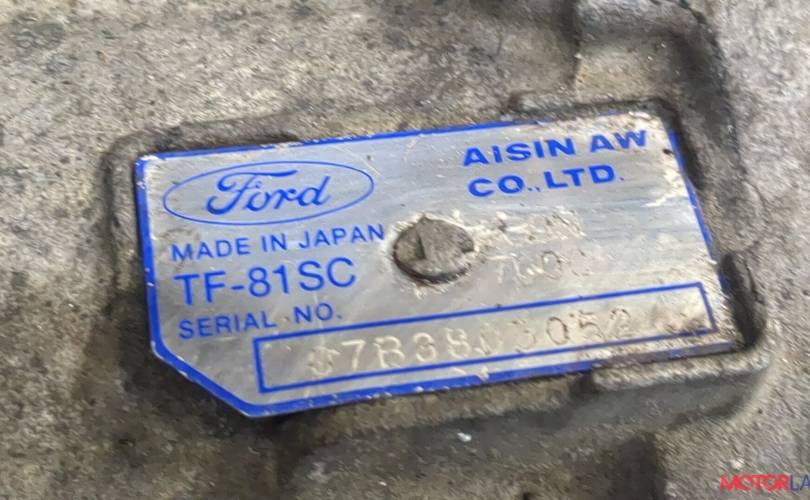 Ford
AISIN AW
CO., LTD.
MADE IN JAPAN
TF-81SC
SERIAL NO.
MOTORLA